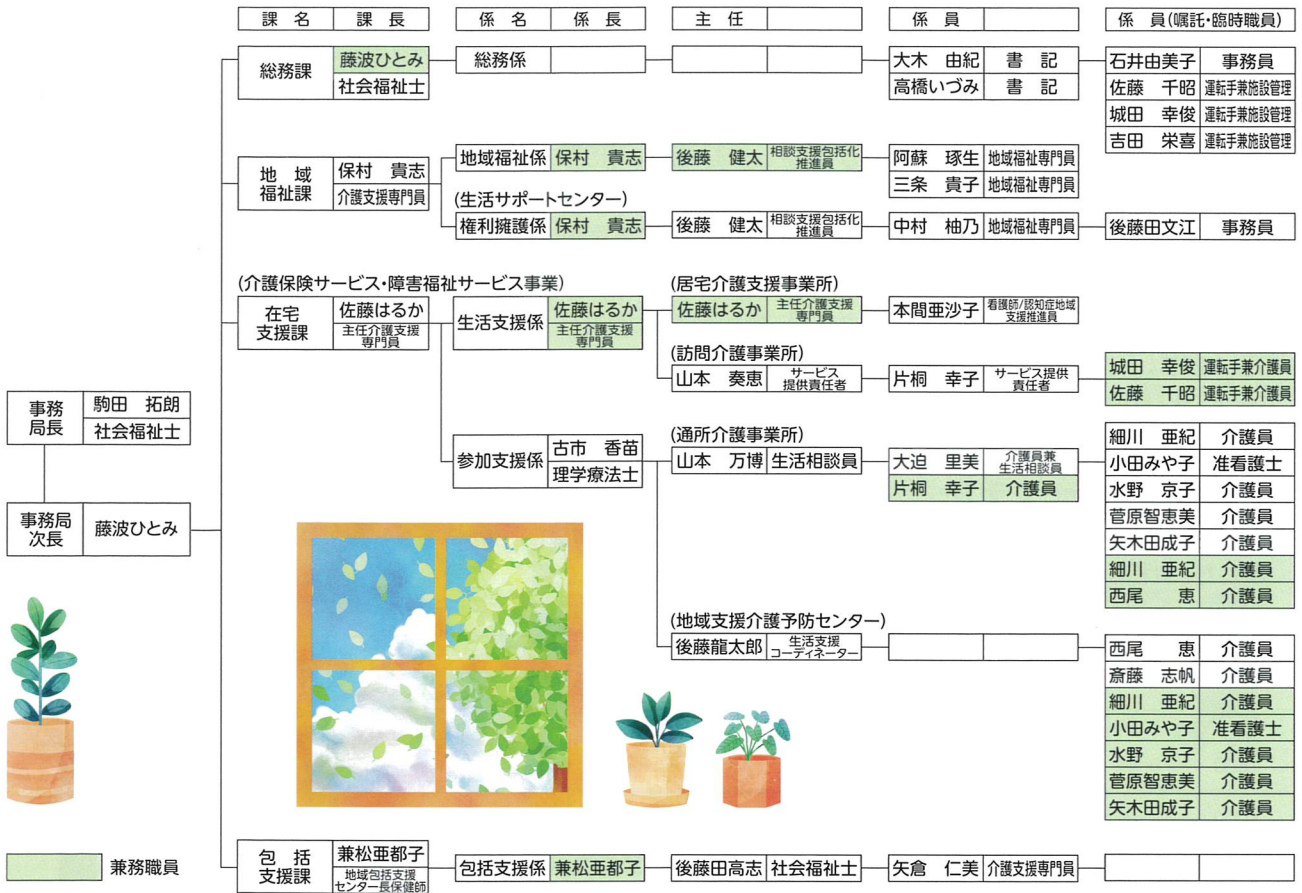 課　名　課　長　係　名　係　長　主　任　係　員　係　員(嘱託・臨時職員)
総務課　藤波ひとみ　総務係　大木　由紀　書　記　石井由美子　事務員
社会福祉士　高橋いづみ　書　記　佐藤　千昭　運転手兼施設管理
城田　幸俊　運転手兼施設管理
吉田　栄喜　運転手兼施設管理
地　域
福祉課
保村　貴志
介護支援専門員
地域福祉係　保村　貴志　後藤　健太　相談支援包括化
推進員
阿蘇　琢生　地域福祉専門員
三条　貴子　地域福祉専門員
(生活サポートセンター)
権利擁護係　保村　貴志　後藤　健太　相談支援包括化
推進員
中村　柚乃　地域福祉専門員　後藤田文江　事務員
(介護保険サービス・障害福祉サービス事業)
在宅
支援課
佐藤はるか
主任介護支援
専門員
生活支援係　佐藤はるか
主任介護支援
専門員
(居宅介護支援事業所)
佐藤はるか　主任介護支援
専門員
本間亜沙子　看護師/認知症地域
支援推進員
(訪問介護事業所)
山本　奏恵　サービス
提供責任者
片桐　幸子　サービス提供
責任者
城田　幸俊　運転手兼介護員
佐藤　千昭　運転手兼介護員
事務
局長
駒田　拓朗
社会福祉士
事務局
次長
藤波ひとみ
参加支援係　古市　香苗
理学療法士
(通所介護事業所)
山本　万博　生活相談員
大迫　里美　介護員兼
生活相談員
片桐　幸子　介護員
細川　亜紀　介護員
小田みや子　准看護士
水野　京子　介護員
菅原智恵美　介護員
矢木田成子　介護員
細川　亜紀　介護員
西尾　恵　介護員
(地域支援介護予防センター)
後藤龍太郎　生活支援
コーディネーター
西尾　恵　介護員
斎藤　志帆　介護員
細川　亜紀　介護員
小田みや子　准看護士
水野　京子　介護員
菅原智恵美　介護員
矢木田成子　介護員
兼務職員
包　括
支援課
兼松亜都子
地域包括支援
センター長保健師
包括支援係　兼松亜都子　後藤田高志　社会福祉士　矢倉　仁美　介護支援専門員